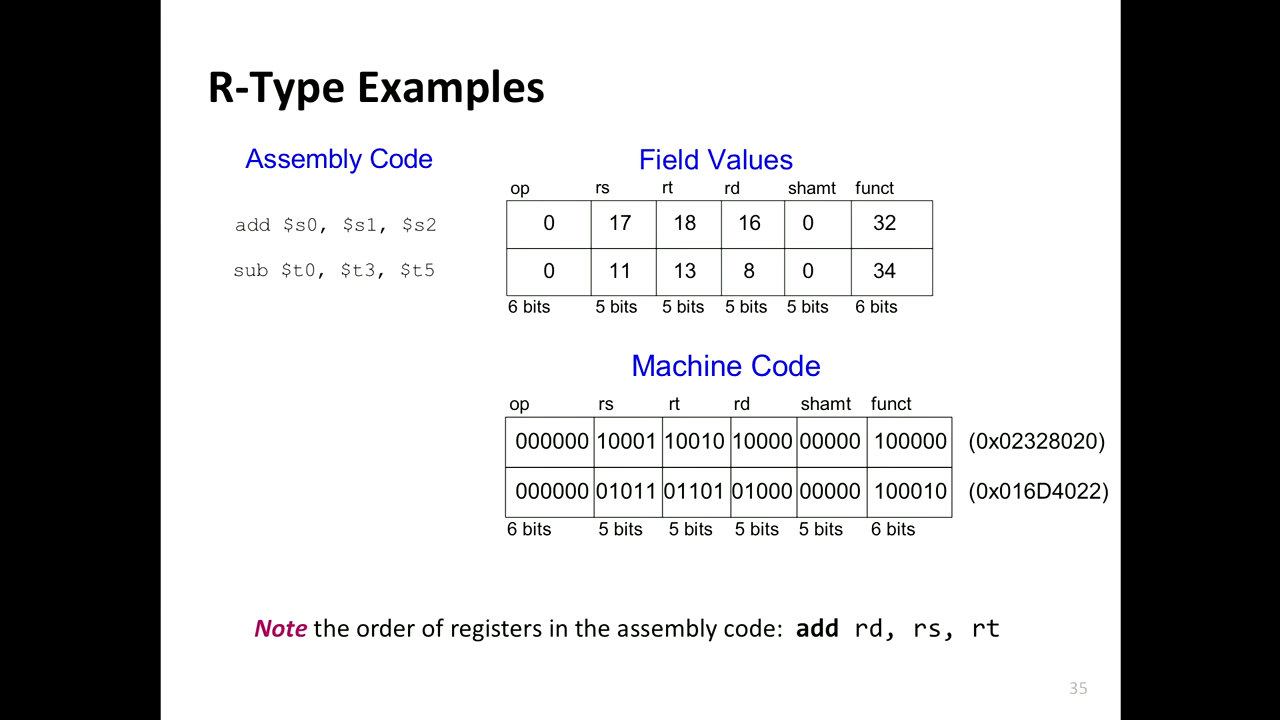 R-Type Examples
Assembly Code
add $s0, $s1, $s2
sub $t0, $t3, $t5
Field Values
op rs rt rd shamt funct
0 17 18 16 0 32
0 11 13 8 0 34
6 bits 5 bits 5 bits 5 bits 5 bits 6 bits
Machine Code
op rs rt rd shamt funct
000000 10001 10010 10000 00000 100000 (0x02328020)
000000 01011 01101 01000 00000 100010 (0x016D4022)
6 bits 5 bits 5 bits 5 bits 5 bits 6 bits
Note the order of registers in the assembly code: add rd, rs, rt
35